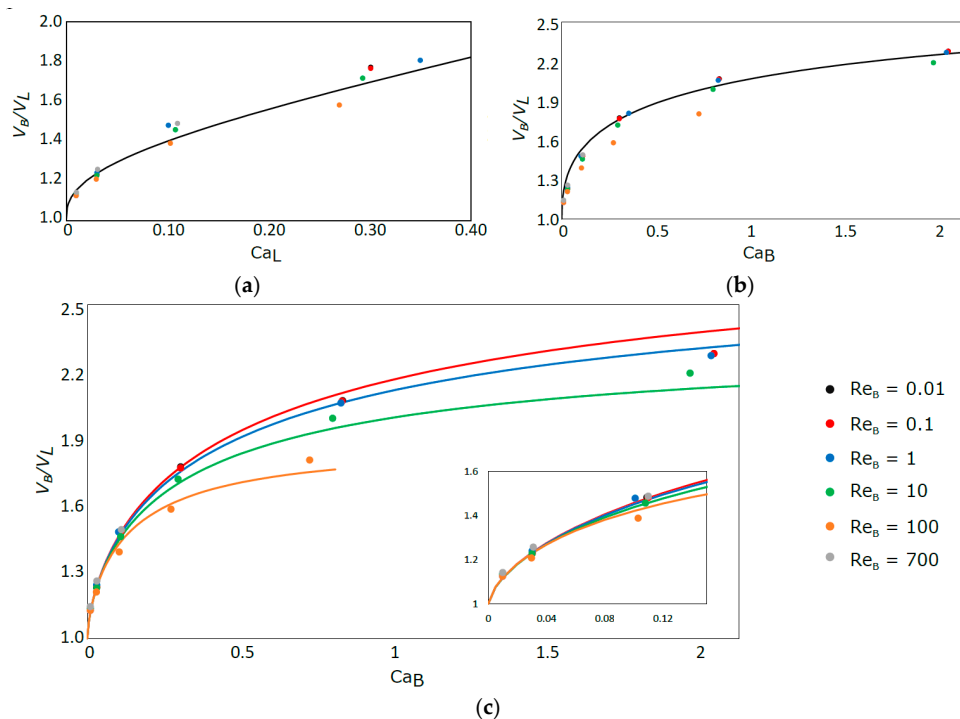 2.0
1.8
1.6
1.4
1.2
1.0
V_B/V_L
0 0.10 0.20 0.30 0.40
Ca_L
(a)
2.5
2.2
1.9
1.6
1.3
1.0
V_B/V_L
0 0.5 1 1.5 2
Ca_B
(b)
2.5
2.2
1.9
1.6
1.3
1.0
V_B/V_L
0 0.5 1 1.5 2
Ca_B
1.6
1.4
1.2
1
0 0.04 0.08 0.12
Re_B = 0.01
Re_B = 0.1
Re_B = 1
Re_B = 10
Re_B = 100
Re_B = 700
(c)